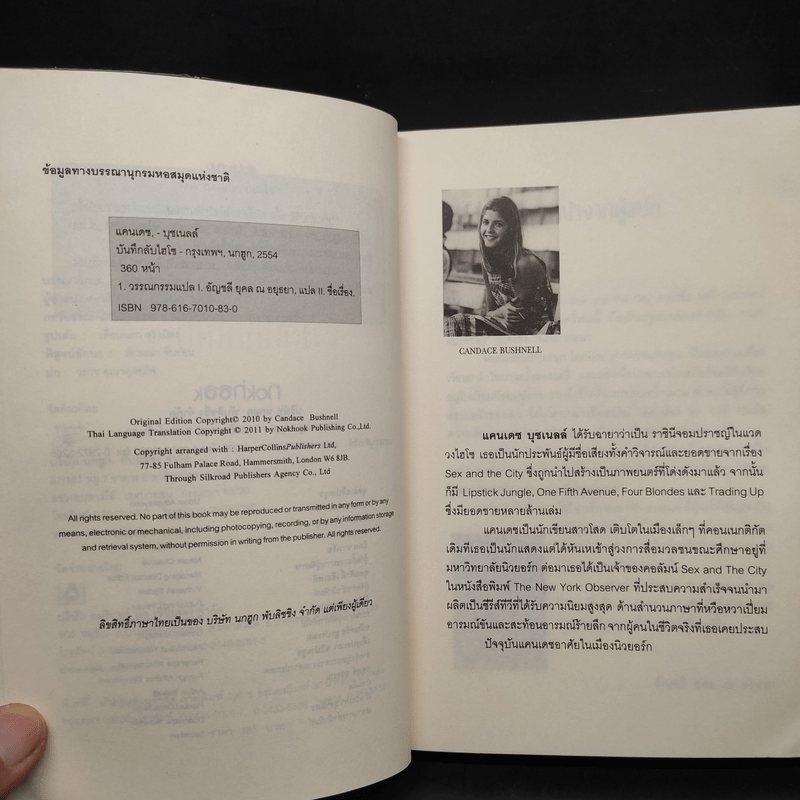 ข้อมูลทางบรรณานุกรมหอสมุดแห่งชาติ
แคนเดซ, - บุชเนลล์
บันทึกลับไฮโซ - กรุงเทพฯ, นกฮูก, 2554
360 หน้า
1. วรรณกรรมแปล I. อัญชลี ยุคล ณ อยุธยา, แปล II. ชื่อเรื่อง.
ISBN 978-616-7010-83-0
Original Edition Copyright© 2010 by Candace Bushnell
Thai Language Translation Copyright © 2011 by Nokhook Publishing Co,Ltd.
Copyright arranged with : HarperCollinsPublishers Ltd,
77-85 Fulham Palace Road, Hammersmith, London W6 8JB.
Through Silkroad Publishers Agency Co., Ltd
All rights reserved. No part of this book may be reproduced or transmitted in any form or by any
means, electronic or mechanical, including photocopying, recording, or by any information storage
and retrieval system, without permission in writing from the publisher. All rights reserved.
ลิขสิทธิ์ภาษาไทยเป็นของ บริษัท นกฮูก พับลิชชิง จำกัด แต่เพียงผู้เดียว
CANDACE BUSHNELL
แคนเดซ บุชเนลล์ ได้รับฉายาว่าเป็น ราชินีจอมปราชญ์ในแวด
วงไฮโซ เธอเป็นนักประพันธ์ผู้มีชื่อเสียงทั้งคำวิจารณ์และยอดขายจากเรื่อง
Sex and the City ซึ่งถูกนำไปสร้างเป็นภาพยนตร์ที่โด่งดังมาแล้ว จากนั้น
ก็มี Lipstick Jungle, One Fifth Avenue, Four Blondes และ Trading Up
ซึ่งมียอดขายหลายล้านเล่ม
แคนเดซเป็นนักเขียนสาวโสด เติบโตในเมืองเล็กๆ ที่คอนเนกติกัต
เดิมทีเธอเป็นนักแสดงแต่ได้หันเหเข้าสู่วงการสื่อมวลชนขณะศึกษาอยู่ที่
มหาวิทยาลัยนิวยอร์ก ต่อมาเธอได้เป็นเจ้าของคอลัมน์ Sex and The City
ในหนังสือพิมพ์ The New York Observer ที่ประสบความสำเร็จจนนำมา
ผลิตเป็นซีรีส์ทีวีที่ได้รับความนิยมสูงสุด ด้านสำนวนภาษาที่หวือหวาเปี่ยม
อารมณ์ขันและสะท้อนอารมณ์ร้ายลึก จากผู้คนในชีวิตจริงที่เธอเคยประสบ
ปัจจุบันแคนเดซอาศัยในเมืองนิวยอร์ก